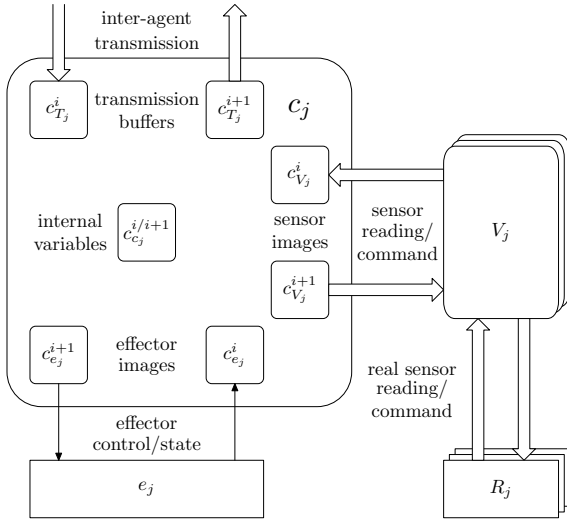 inter-agent
transmission
c^i_{T_j}
transmission
buffers
c^{i+1}_{T_j}
c_j
c^i_{V_j}
internal
variables
c^{i/i+1}_{c_j}
sensor
images
sensor
reading/
command
V_j
c^{i+1}_{V_j}
c^{i+1}_{e_j}
effector
images
c^i_{e_j}
real sensor
reading/
command
effector
control/state
e_j
R_j